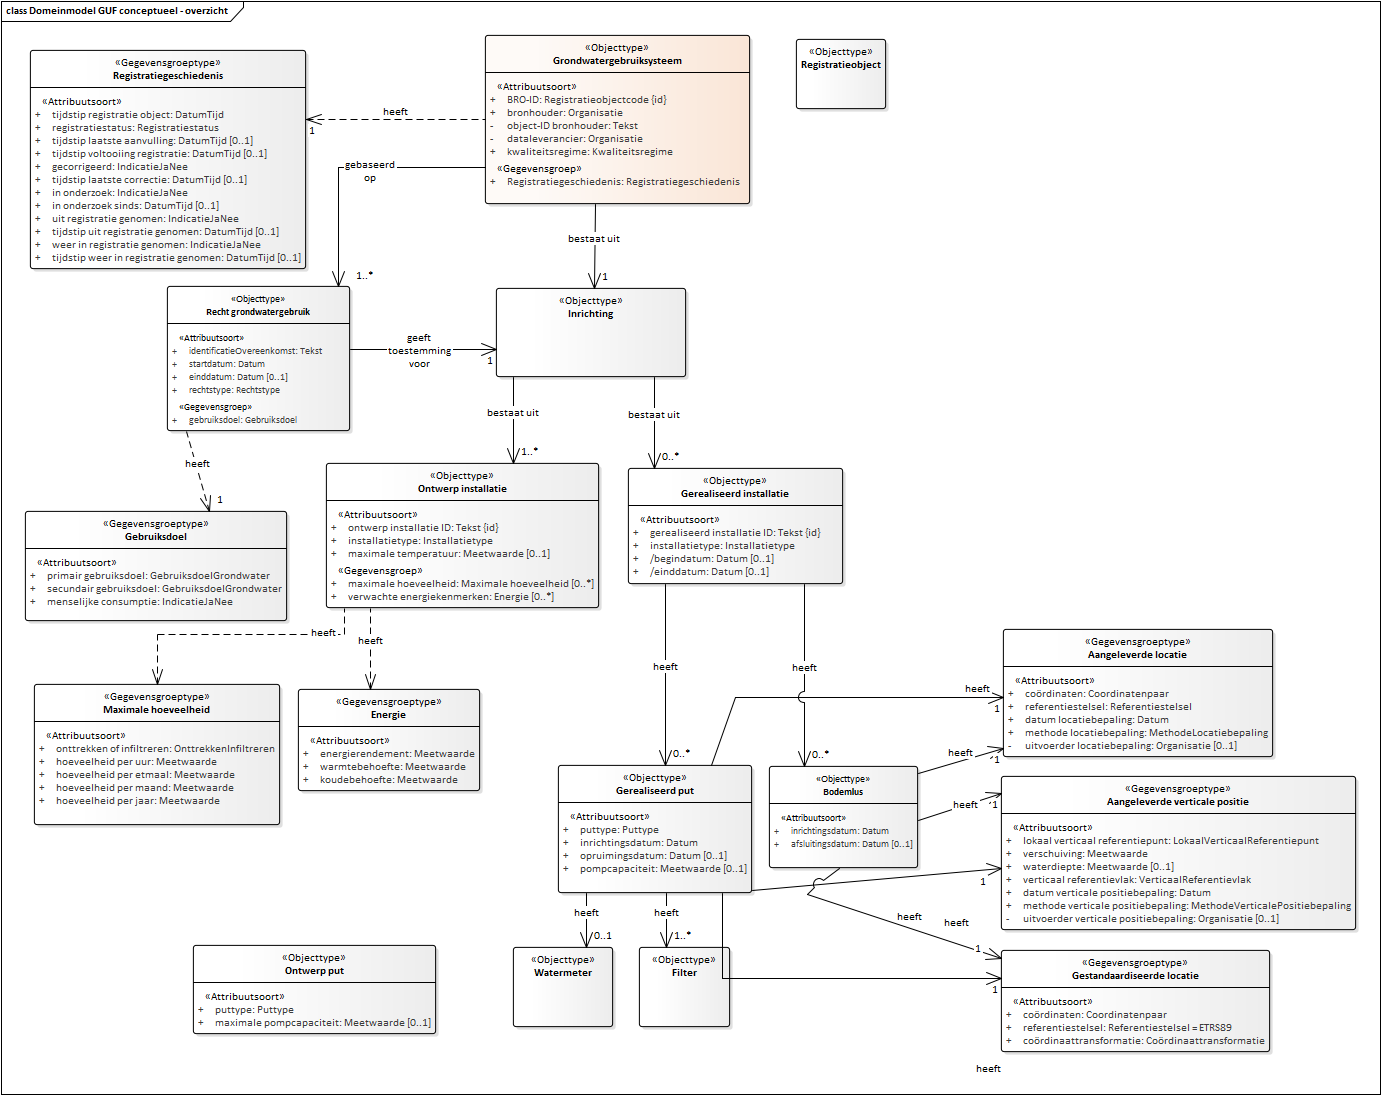 class Domeinmodel GUF conceptueel - overzicht
«Gegevensgroeptype»
Registratiegeschiedenis
«Attribuutsoort»
+ tijdstip registratie object: DatumTijd
+ registratiestatus: Registratiestatus
+ tijdstip laatste aanvulling: DatumTijd [0..1]
+ tijdstip voltooiing registratie: DatumTijd [0..1]
+ gecorrigeerd: IndicatieJaNee
+ tijdstip laatste correctie: DatumTijd [0..1]
+ in onderzoek: IndicatieJaNee
+ in onderzoek sinds: DatumTijd [0..1]
+ uit registratie genomen: IndicatieJaNee
+ tijdstip uit registratie genomen: DatumTijd [0..1]
+ weer in registratie genomen: IndicatieJaNee
+ tijdstip weer in registratie genomen: DatumTijd [0..1]
heeft
1
«Objecttype»
Grondwatergebruiksysteem
«Attribuutsoort»
+ BRO-ID: Registratieobjectcode {id}
+ bronhouder: Organisatie
- object-ID bronhouder: Tekst
- dataleverancier: Organisatie
+ kwaliteitsregime: Kwaliteitsregime
«Gegevensgroep»
+ Registratiegeschiedenis: Registratiegeschiedenis
«Objecttype»
Registratieobject
gebaseerd
op
1..*
bestaat uit
1
«Objecttype»
Recht grondwatergebruik
«Attribuutsoort»
+ identificatieOvereenkomst: Tekst
+ startdatum: Datum
+ einddatum: Datum [0..1]
+ rechtstype: Rechtstype
«Gegevensgroep»
+ gebruiksdoel: Gebruiksdoel
geeft
toestemming
voor
1
«Objecttype»
Inrichting
bestaat uit
1..*
bestaat uit
0..*
heeft
1
«Gegevensgroeptype»
Gebruiksdoel
«Attribuutsoort»
+ primair gebruiksdoel: GebruiksdoelGrondwater
+ secundair gebruiksdoel: GebruiksdoelGrondwater
+ menselijke consumptie: IndicatieJaNee
«Objecttype»
Ontwerp installatie
«Attribuutsoort»
+ ontwerp installatie ID: Tekst {id}
+ installatietype: Installatietype
+ maximale temperatuur: Meetwaarde [0..1]
«Gegevensgroep»
+ maximale hoeveelheid: Maximale hoeveelheid [0..*]
+ verwachte energiekenmerken: Energie [0..*]
«Objecttype»
Gerealiseerd installatie
«Attribuutsoort»
+ gerealiseerd installatie ID: Tekst {id}
+ installatietype: Installatietype
+ /begindatum: Datum [0..1]
+ /einddatum: Datum [0..1]
heeft
heeft
«Gegevensgroeptype»
Maximale hoeveelheid
«Attribuutsoort»
+ onttrekken of infiltreren: OnttrekkenInfiltreren
+ hoeveelheid per uur: Meetwaarde
+ hoeveelheid per etmaal: Meetwaarde
+ hoeveelheid per maand: Meetwaarde
+ hoeveelheid per jaar: Meetwaarde
«Gegevensgroeptype»
Energie
«Attribuutsoort»
+ energierendement: Meetwaarde
+ warmtebehoefte: Meetwaarde
+ koudebehoefte: Meetwaarde
heeft
0..*
heeft
0..*
«Gegevensgroeptype»
Aangeleverde locatie
«Attribuutsoort»
+ coördinaten: Coordinatenpaar
+ referentiestelsel: Referentiestelsel
+ datum locatiebepaling: Datum
+ methode locatiebepaling: MethodeLocatiebepaling
- uitvoerder locatiebepaling: Organisatie [0..1]
heeft
1
heeft
1
heeft
1
«Objecttype»
Gerealiseerd put
«Attribuutsoort»
+ puttype: Puttype
+ inrichtingsdatum: Datum
+ opruimingsdatum: Datum [0..1]
+ pompcapaciteit: Meetwaarde [0..1]
«Objecttype»
Bodemlus
«Attribuutsoort»
+ inrichtingsdatum: Datum
+ afsluitingsdatum: Datum [0..1]
«Gegevensgroeptype»
Aangeleverde verticale positie
«Attribuutsoort»
+ lokaal verticaal referentiepunt: LokaalVerticaalReferentiepunt
+ verschuiving: Meetwaarde
+ waterdiepte: Meetwaarde [0..1]
+ verticaal referentievlak: VerticaalReferentievlak
+ datum verticale positiebepaling: Datum
+ methode verticale positiebepaling: MethodeVerticalePositiebepaling
- uitvoerder verticale positiebepaling: Organisatie [0..1]
1
heeft
0..1
heeft
1..*
heeft
heeft
1
1
«Objecttype»
Watermeter
«Objecttype»
Filter
«Objecttype»
Ontwerp put
«Attribuutsoort»
+ puttype: Puttype
+ maximale pompcapaciteit: Meetwaarde [0..1]
«Gegevensgroeptype»
Gestandaardiseerde locatie
«Attribuutsoort»
+ coördinaten: Coordinatenpaar
+ referentiestelsel: Referentiestelsel = ETRS89
+ coördinaattransformatie: Coördinaattransformatie
heeft